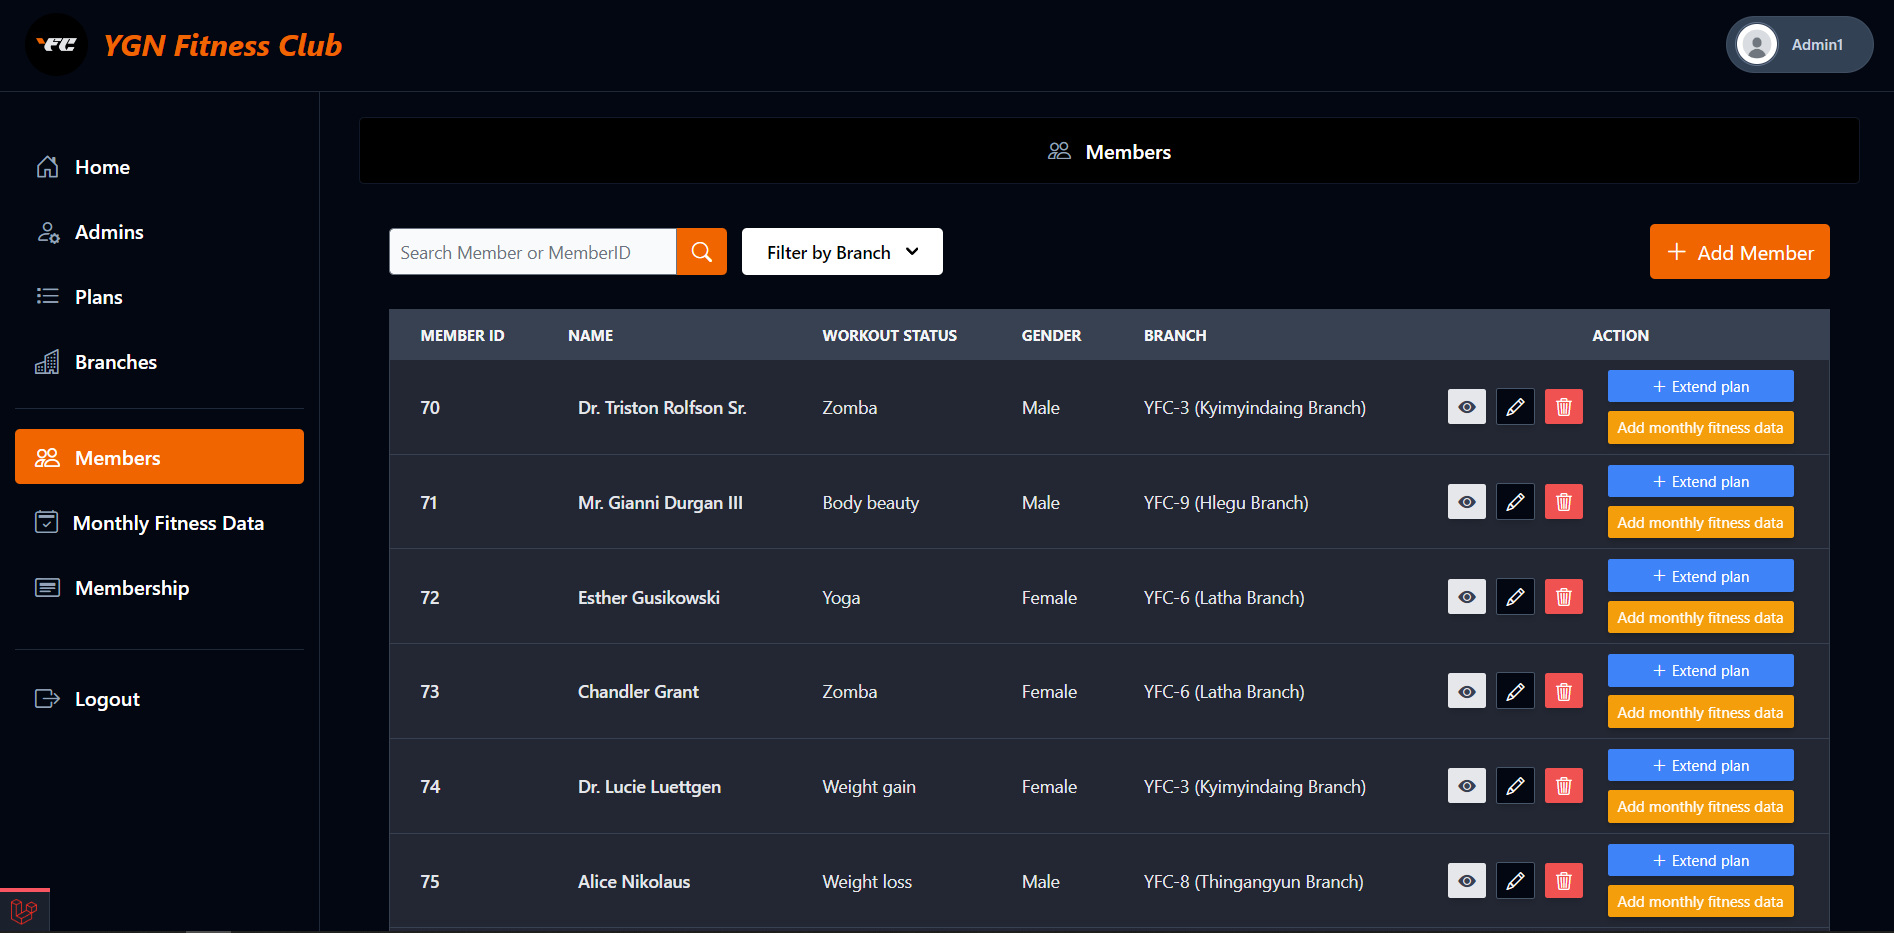 YFC YGN Fitness Club
Admin1
Home
Admins
Plans
Branches
Members
Monthly Fitness Data
Membership
Logout
Members
Search Member or MemberID
Filter by Branch
Add Member
MEMBER ID NAME WORKOUT STATUS GENDER BRANCH ACTION
70 Dr. Triston Rolfson Sr. Zomba Male YFC-3 (Kyimyindaing Branch) + Extend plan
Add monthly fitness data
71 Mr. Gianni Durgan III Body beauty Male YFC-9 (Hlegu Branch) + Extend plan
Add monthly fitness data
72 Esther Gusikowski Yoga Female YFC-6 (Latha Branch) + Extend plan
Add monthly fitness data
73 Chandler Grant Zomba Female YFC-6 (Latha Branch) + Extend plan
Add monthly fitness data
74 Dr. Lucie Luettgen Weight gain Female YFC-3 (Kyimyindaing Branch) + Extend plan
Add monthly fitness data
75 Alice Nikolaus Weight loss Male YFC-8 (Thingangyun Branch) + Extend plan
Add monthly fitness data